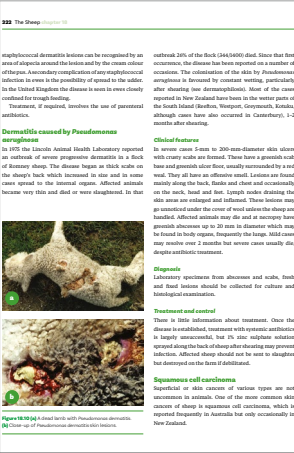 322 The Sheep chapter 18
staphylococcal dermatitis lesions can be recognised by an
area of alopecia around the lesion and by the cream colour
of the pus. A secondary complication of any staphylococcal
infection in ewes is the possibility of spread to the udder.
In the United Kingdom the disease is seen in ewes closely
confined for trough feeding.
Treatment, if required, involves the use of parenteral
antibiotics.
Dermatitis caused by Pseudomonas
aeruginosa
In 1975 the Lincoln Animal Health Laboratory reported
an outbreak of severe progressive dermatitis in a flock
of Romney sheep. The disease began as thick scabs on
the sheep's back which increased in size and in some
cases spread to the internal organs. Affected animals
became very thin and died or were slaughtered. In that
a
b
Figure 18.10 (a) A dead lamb with Pseudomonas dermatitis.
(b) Close-up of Pseudomonas dermatitis skin lesions
outbreak 26% of the flock (344/1400) died. Since that first
occurrence, the disease has been reported on a number of
occasions. The colonisation of the skin by Pseudomonas
aeruginosa is favoured by constant wetting, particularly
after shearing (see dermatophilosis). Most of the cases
reported in New Zealand have been in the wetter parts of
the South Island (Reefton, Westport, Greymouth, Kotuku,
although cases have also occurred in Canterbury), 1–2
months after shearing.
Clinical features
In severe cases 5-mm to 200-mm-diameter skin ulcers
with crusty scabs are formed. These have a greenish scab
base and greenish ulcer floor, usually surrounded by a red
weal. They all have an offensive smell. Lesions are found
mainly along the back, flanks and chest and occasionally
on the neck, head and feet. Lymph nodes draining the
skin areas are enlarged and inflamed. These lesions may
go unnoticed under the cover of wool unless the sheep are
handled. Affected animals may die and at necropsy have
greenish abscesses up to 20 mm in diameter which may
be found in body organs, frequently the lungs. Mild cases
may resolve over 2 months but severe cases usually die,
despite antibiotic treatment.
Diagnosis
Laboratory specimens from abscesses and scabs, fresh
and fixed lesions should be collected for culture and
histological examination.
Treatment and control
There is little information about treatment. Once the
disease is established, treatment with systemic antibiotics
is largely unsuccessful, but 1% zinc sulphate solution
sprayed along the back of sheep after shearing may prevent
infection. Affected sheep should not be sent to slaughter
but destroyed on the farm if debilitated.
Squamous cell carcinoma
Superficial or skin cancers of various types are not
uncommon in animals. One of the more common skin
cancers of sheep is squamous cell carcinoma, which is
reported frequently in Australia but only occasionally in
New Zealand.